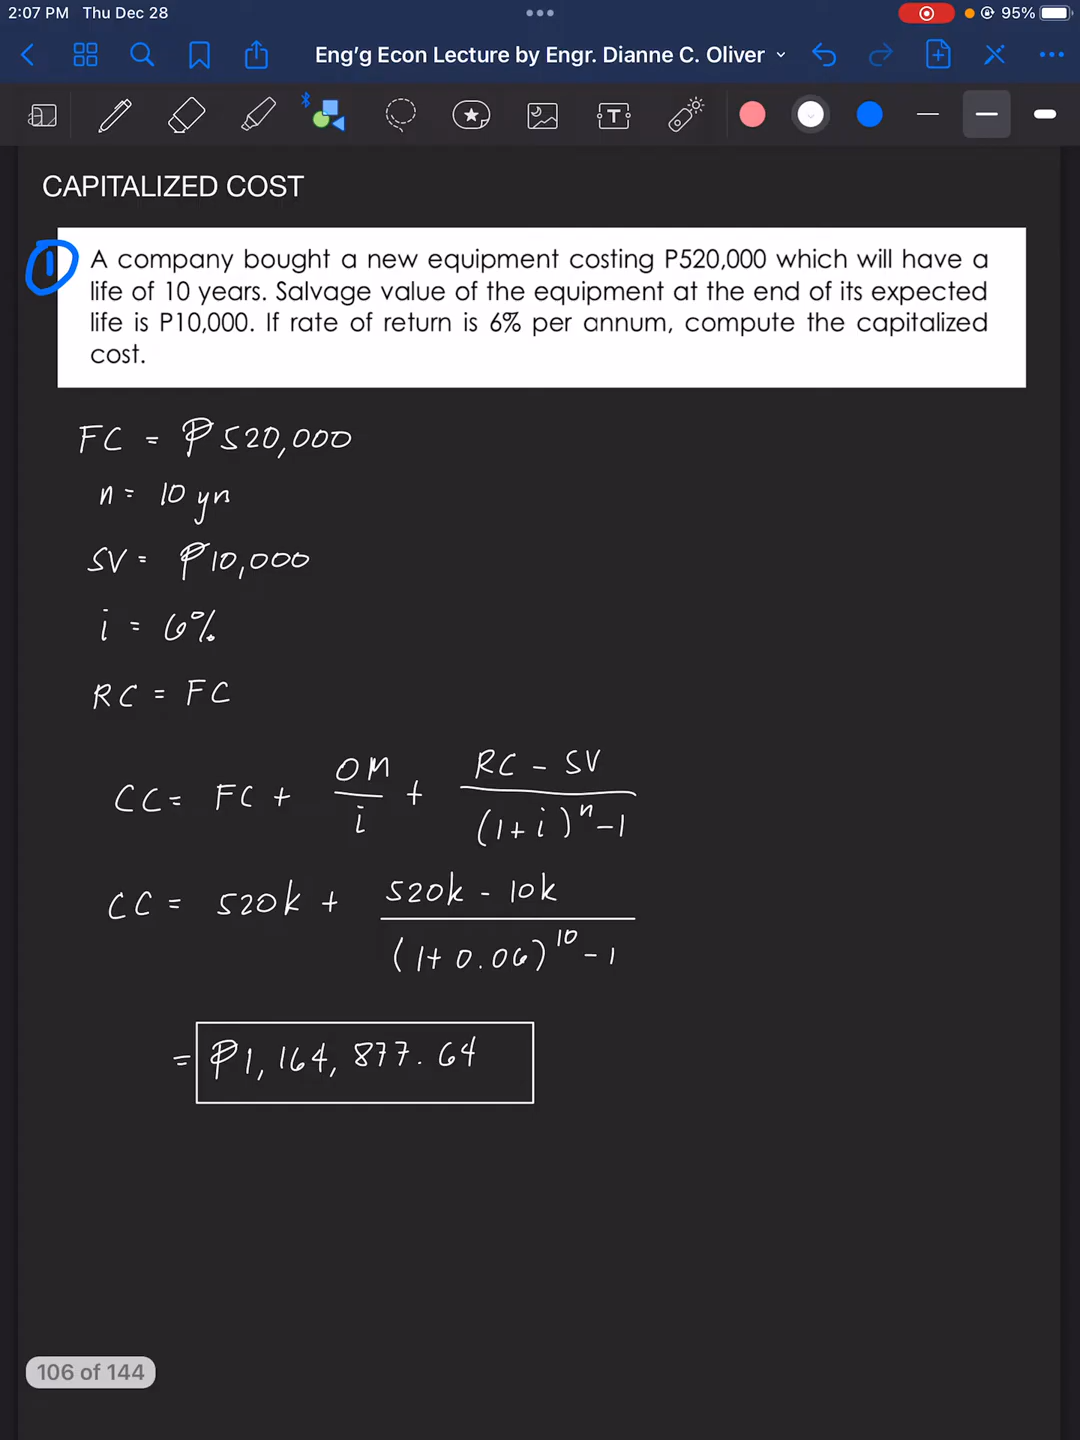 2:07 PM Thu Dec 28 95%
Eng'g Econ Lecture by Engr. Dianne C. Oliver
T
CAPITALIZED COST
1
A company bought a new equipment costing P520,000 which will have a
life of 10 years. Salvage value of the equipment at the end of its expected
life is P10,000. If rate of return is 6% per annum, compute the capitalized
cost.
FC = ₱520,000
n = 10 yrs
SV = ₱10,000
i = 6%
RC = FC
CC = FC + OM/i + (RC - SV)/((1+i)^n - 1)
CC = 520k + (520k - 10k)/((1+0.06)^10 - 1)
= ₱1,164,877.64
106 of 144